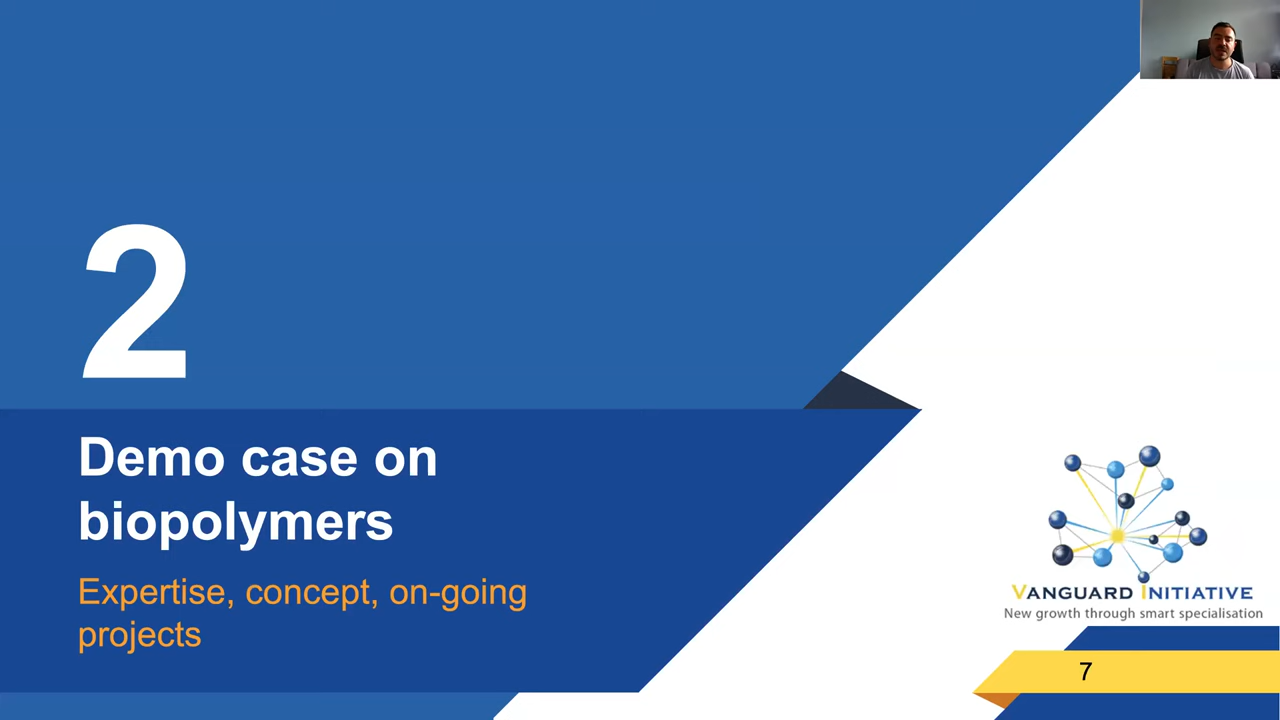 2
Demo case on
biopolymers
Expertise, concept, on-going
projects
VANGUARD INITIATIVE
New growth through smart specialisation
7